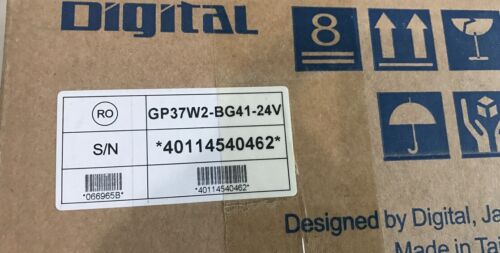 Digital
8
RO
GP37W2-BG41-24V
S/N
*40114540462*
*066965B*
*40114540462*
Designed by Digital, Ja
Made in Tai